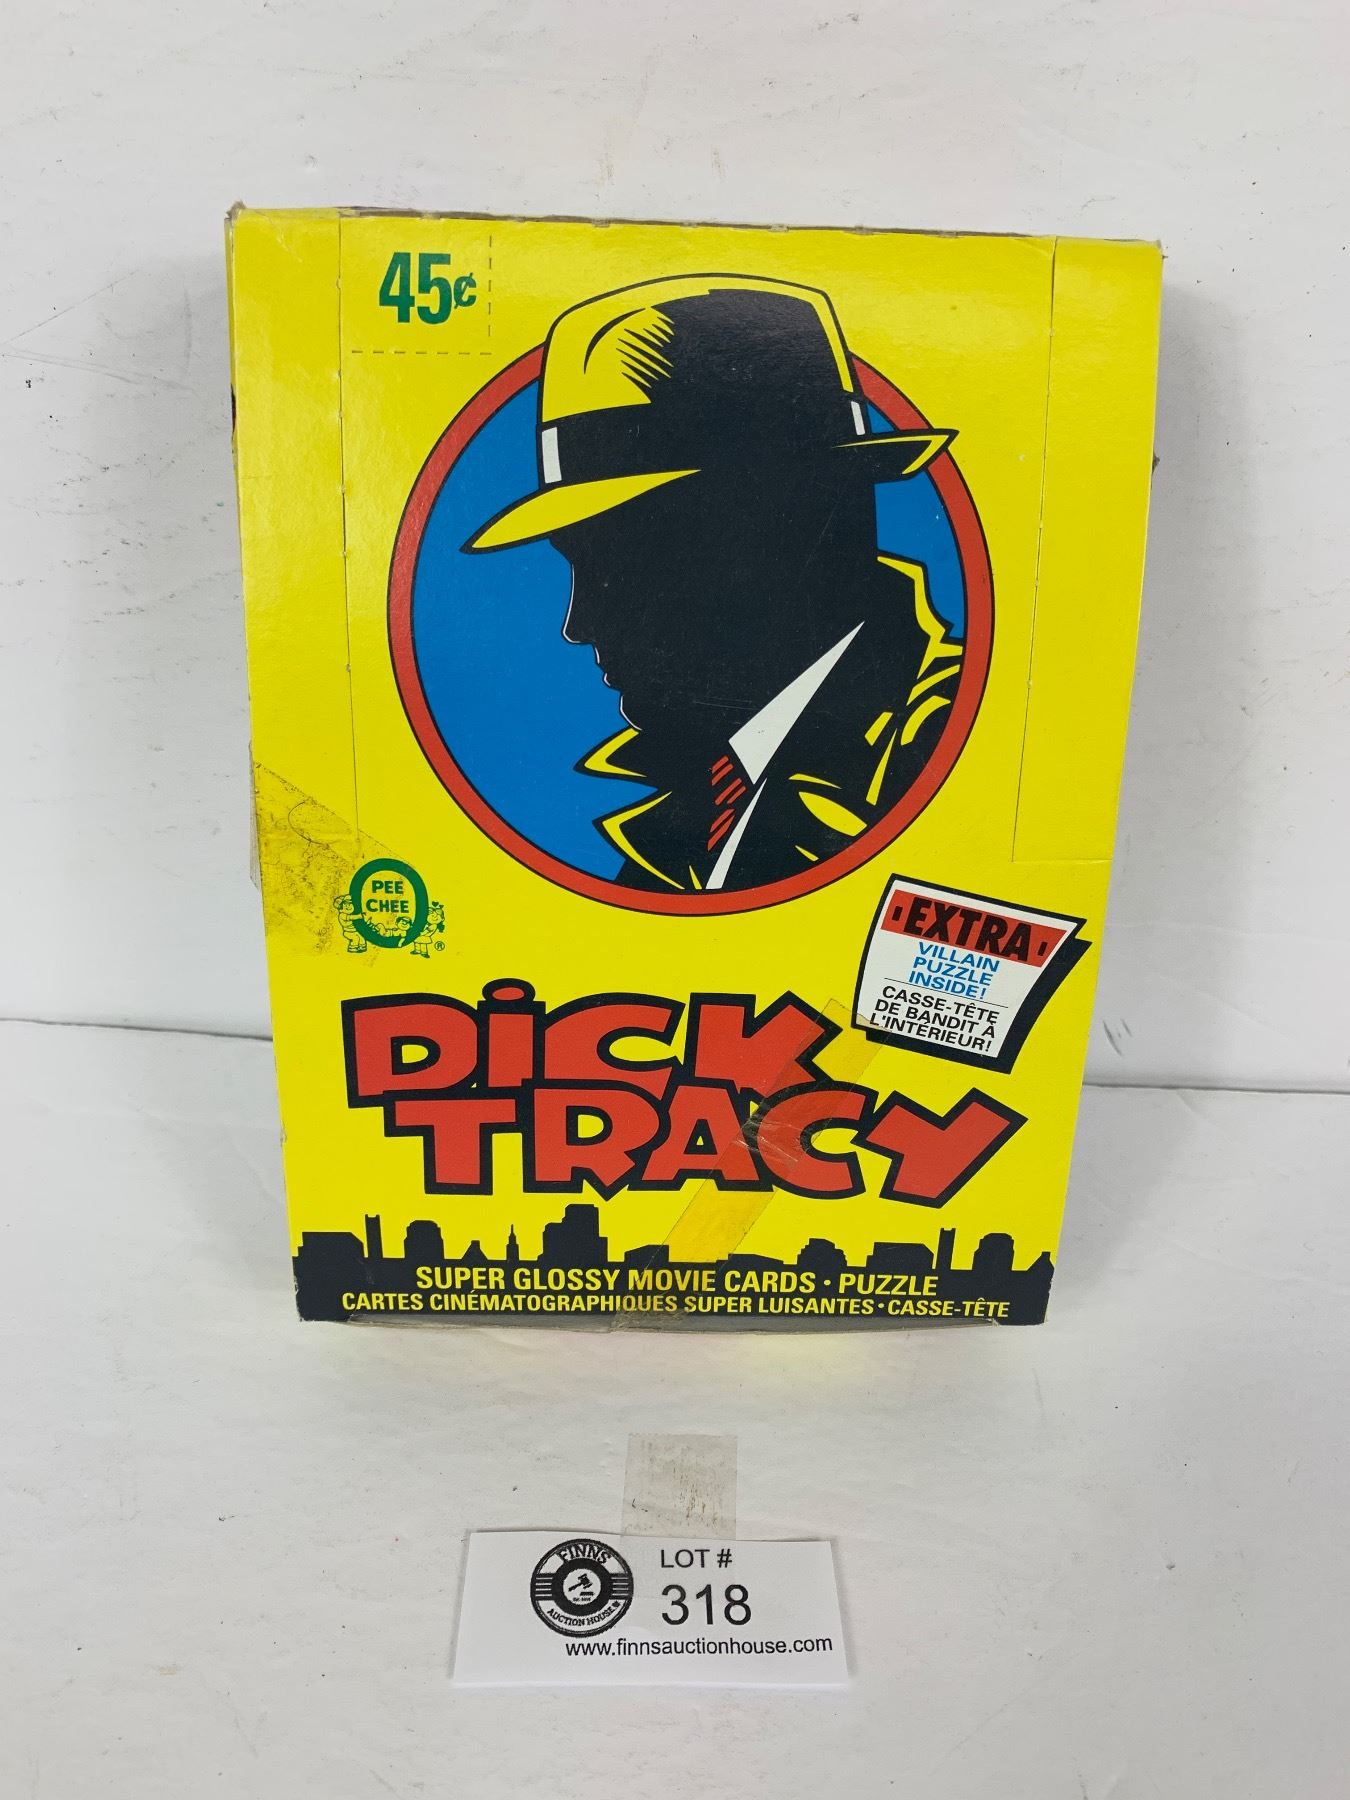 45¢
PEE
CHEE
®
EXTRA
VILLAIN
PUZZLE
INSIDE!
CASSE-TÊTE
DE BANDIT À
L'INTÉRIEUR!
DICK
TRACY
SUPER GLOSSY MOVIE CARDS • PUZZLE
CARTES CINÉMATOGRAPHIQUES SUPER LUISANTES • CASSE-TÊTE
FINNS
AUCTION HOUSE
LOT #
318
www.finnsauctionhouse.com